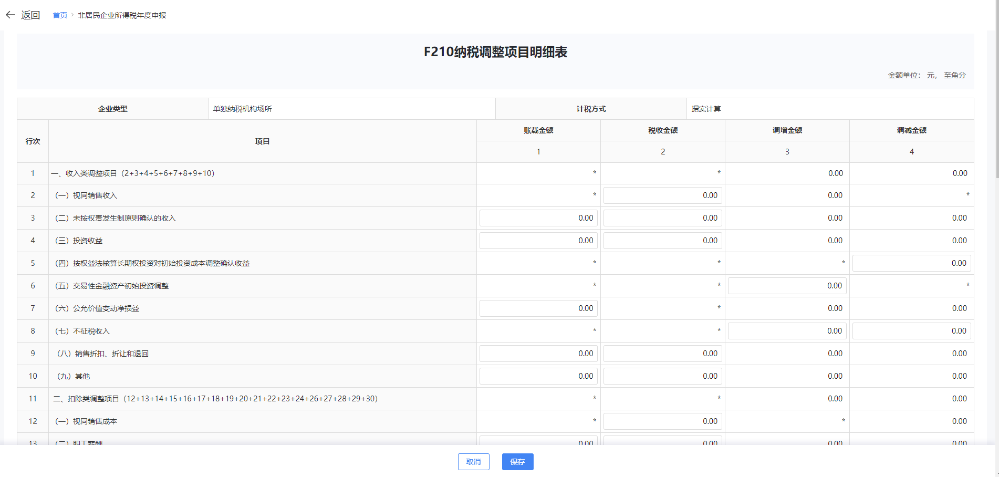 返回 首页 > 非居民企业所得税年度申报
F210纳税调整项目明细表
金额单位： 元， 至角分
企业类型 单独纳税机构场所 计税方式 据实计算
行次 项目 账载金额 税收金额 调增金额 调减金额
1 2 3 4
1 一、收入类调整项目（2+3+4+5+6+7+8+9+10） * * 0.00 0.00
2 （一）视同销售收入 * 0.00 0.00 *
3 （二）未按权责发生制原则确认的收入 0.00 0.00 0.00 0.00
4 （三）投资收益 0.00 0.00 0.00 0.00
5 （四）按权益法核算长期权投资对初始投资成本调整确认收益 * * * 0.00
6 （五）交易性金融资产初始投资调整 * * 0.00 *
7 （六）公允价值变动净损益 0.00 * 0.00 0.00
8 （七）不征税收入 * * 0.00 0.00
9 （八）销售折扣、折让和退回 0.00 0.00 0.00 0.00
10 （九）其他 0.00 0.00 0.00 0.00
11 二、扣除类调整项目（12+13+14+15+16+17+18+19+20+21+22+23+24+26+27+28+29+30） * * 0.00 0.00
12 （一）视同销售成本 * 0.00 * 0.00
13 （二）职工薪酬 0.00 0.00 0.00 0.00
取消 保存